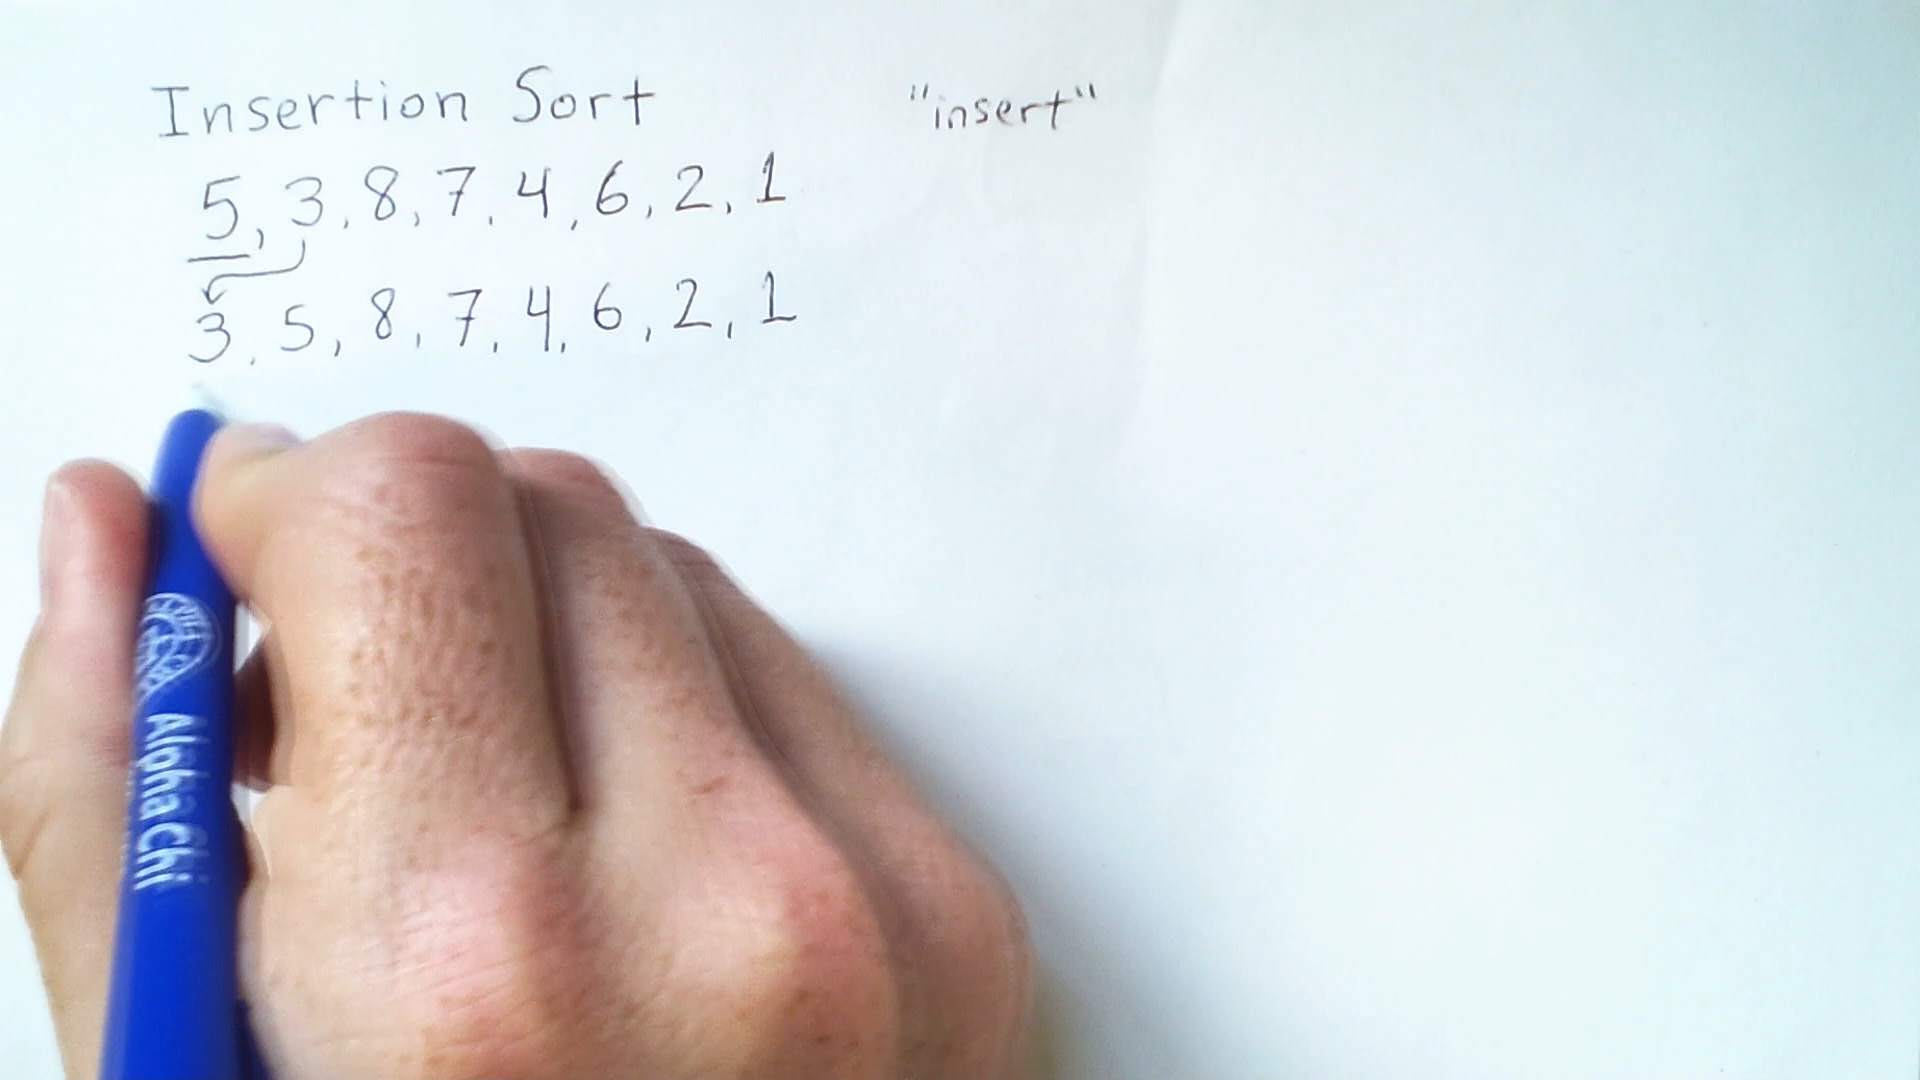 Insertion Sort "insert"
5, 3, 8, 7, 4, 6, 2, 1
3, 5, 8, 7, 4, 6, 2, 1
Alpha Chi